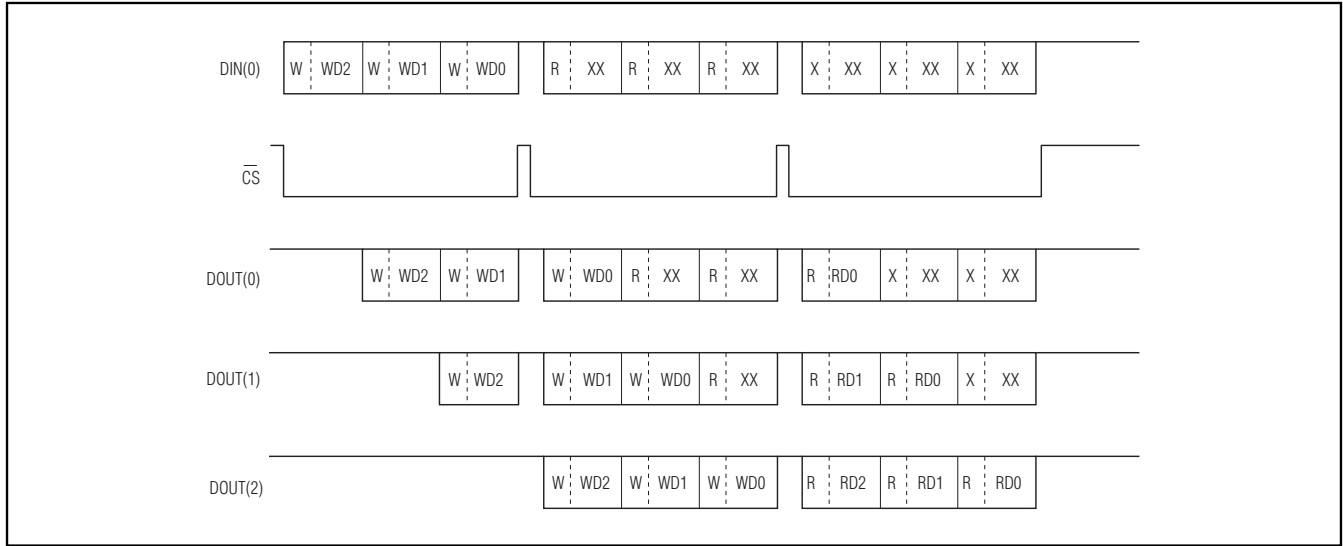 DIN(0) W WD2 W WD1 W WD0 R XX R XX R XX X XX X XX X XX
CS
DOUT(0) W WD2 W WD1 W WD0 R XX R XX R RD0 X XX X XX
DOUT(1) W WD2 W WD1 W WD0 R XX R RD1 R RD0 X XX
DOUT(2) W WD2 W WD1 W WD0 R RD2 R RD1 R RD0